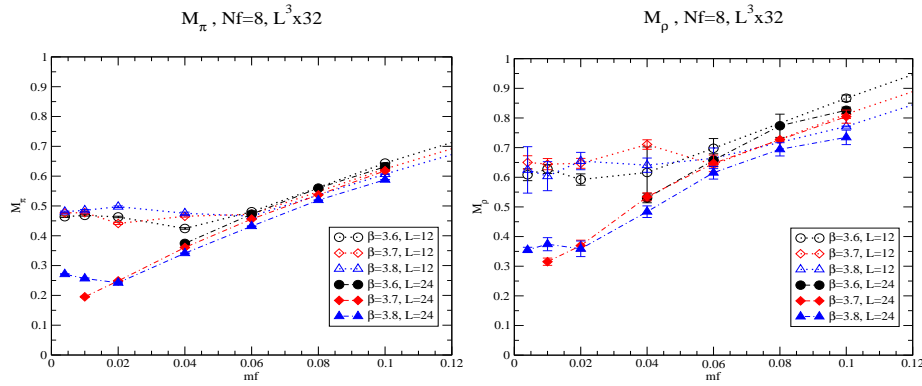 M_π , Nf=8, L^3x32
1
0.9
0.8
0.7
0.6
0.5
0.4
0.3
0.2
0.1
0
M_π
β=3.6, L=12
β=3.7, L=12
β=3.8, L=12
β=3.6, L=24
β=3.7, L=24
β=3.8, L=24
0 0.02 0.04 0.06 0.08 0.1 0.12
mf
M_ρ , Nf=8, L^3x32
1
0.9
0.8
0.7
0.6
0.5
0.4
0.3
0.2
0.1
0
M_ρ
β=3.6, L=12
β=3.7, L=12
β=3.8, L=12
β=3.6, L=24
β=3.7, L=24
β=3.8, L=24
0 0.02 0.04 0.06 0.08 0.1 0.12
mf